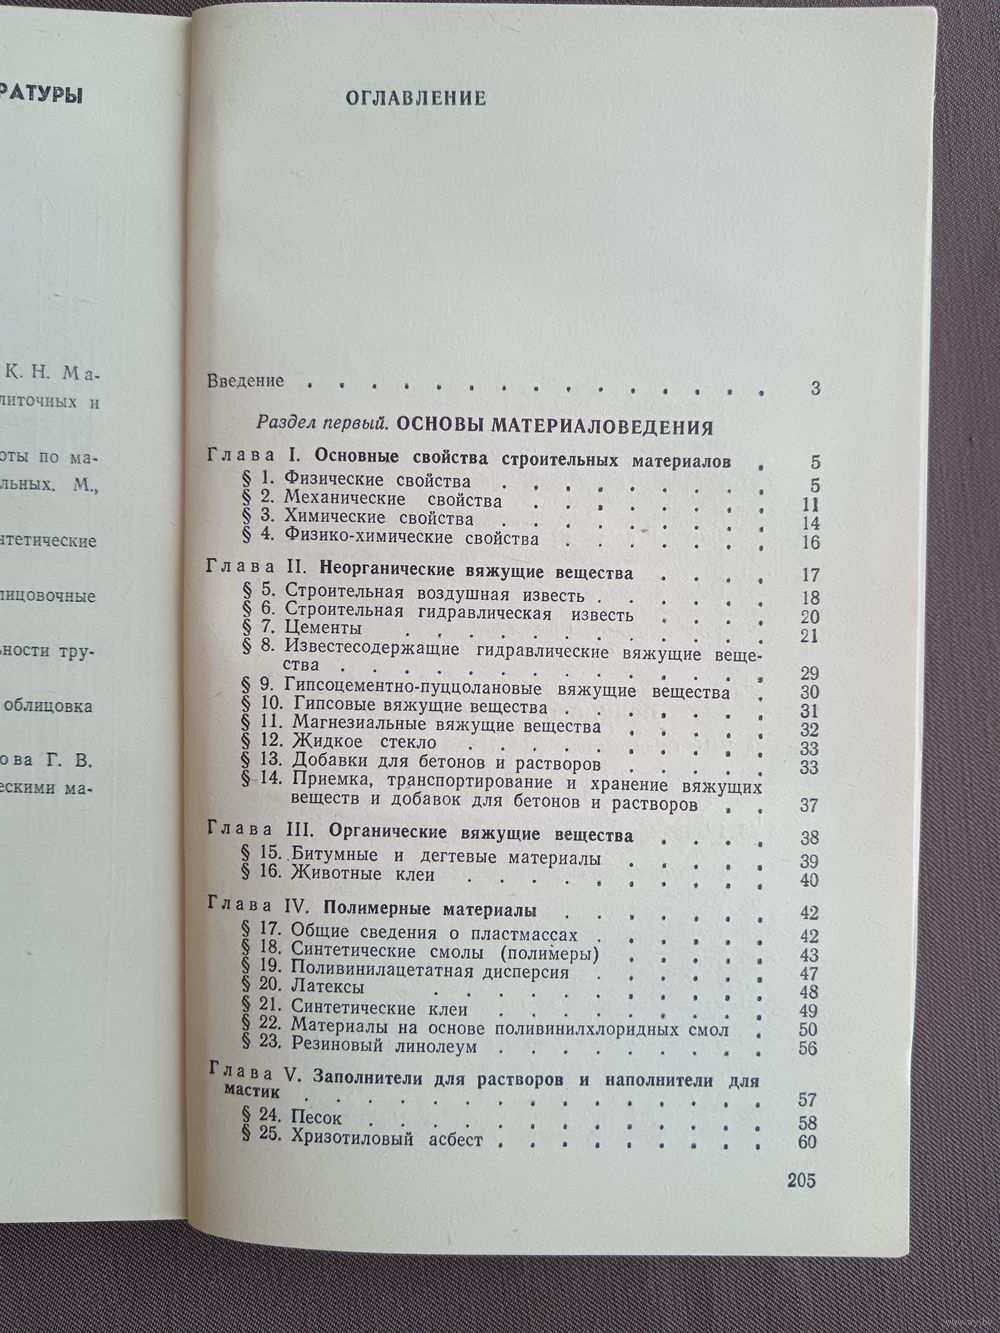 РАТУРЫ
К. Н. Ма-
литочных и
оты по ма-
льных. М.,
нтетические
лицовочные
ьности тру-
облицовка
ова Г. В.
ескими ма-
ОГЛАВЛЕНИЕ
Введение . . . . . . . . . . . . . . 3
Раздел первый. ОСНОВЫ МАТЕРИАЛОВЕДЕНИЯ
Глава I. Основные свойства строительных материалов . 5
§ 1. Физические свойства . . . . . . . . 5
§ 2. Механические свойства . . . . . . . 11
§ 3. Химические свойства . . . . . . . . 14
§ 4. Физико-химические свойства . . . . . . 16
Глава II. Неорганические вяжущие вещества . . . . 17
§ 5. Строительная воздушная известь . . . . . . 18
§ 6. Строительная гидравлическая известь . . . . 20
§ 7. Цементы . . . . . . . . . . . 21
§ 8. Известесодержащие гидравлические вяжущие веще-
ства . . . . . . . . . . . . . 29
§ 9. Гипсоцементно-пуццолановые вяжущие вещества . 30
§ 10. Гипсовые вяжущие вещества . . . . . . . 31
§ 11. Магнезиальные вяжущие вещества . . . . . 32
§ 12. Жидкое стекло . . . . . . . . . 33
§ 13. Добавки для бетонов и растворов . . . . . 33
§ 14. Приемка, транспортирование и хранение вяжущих
веществ и добавок для бетонов и растворов . . 37
Глава III. Органические вяжущие вещества . . . . 38
§ 15. Битумные и дегтевые материалы . . . . . 39
§ 16. Животные клеи . . . . . . . . . 40
Глава IV. Полимерные материалы . . . . . . . 42
§ 17. Общие сведения о пластмассах . . . . . . 42
§ 18. Синтетические смолы (полимеры) . . . . . 43
§ 19. Поливинилацетатная дисперсия . . . . . . 47
§ 20. Латексы . . . . . . . . . . . 48
§ 21. Синтетические клеи . . . . . . . . . 49
§ 22. Материалы на основе поливинилхлоридных смол . 50
§ 23. Резиновый линолеум . . . . . . . . . 56
Глава V. Заполнители для растворов и наполнители для
мастик . . . . . . . . . . . . . . 57
§ 24. Песок . . . . . . . . . . . . . 58
§ 25. Хризотиловый асбест . . . . . . . . . 60
205
www.ay.by